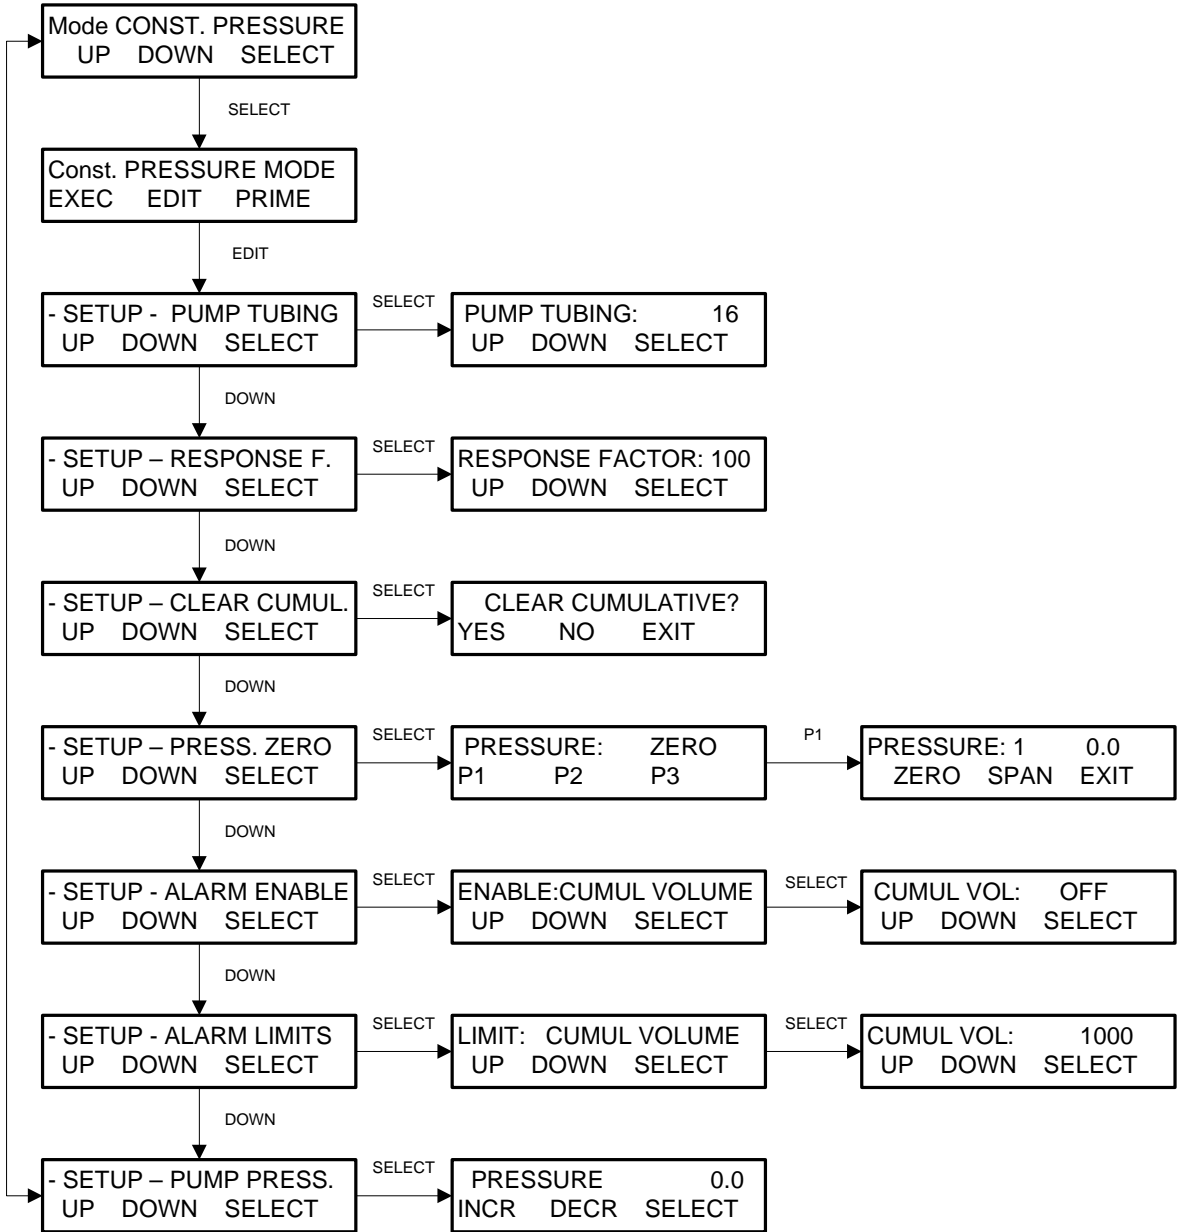 Mode CONST. PRESSURE
UP DOWN SELECT
SELECT
Const. PRESSURE MODE
EXEC EDIT PRIME
EDIT
- SETUP - PUMP TUBING
UP DOWN SELECT
SELECT
PUMP TUBING: 16
UP DOWN SELECT
DOWN
- SETUP – RESPONSE F.
UP DOWN SELECT
SELECT
RESPONSE FACTOR: 100
UP DOWN SELECT
DOWN
- SETUP – CLEAR CUMUL.
UP DOWN SELECT
SELECT
CLEAR CUMULATIVE?
YES NO EXIT
DOWN
- SETUP – PRESS. ZERO
UP DOWN SELECT
SELECT
PRESSURE: ZERO
P1 P2 P3
P1
PRESSURE: 1 0.0
ZERO SPAN EXIT
DOWN
- SETUP - ALARM ENABLE
UP DOWN SELECT
SELECT
ENABLE:CUMUL VOLUME
UP DOWN SELECT
SELECT
CUMUL VOL: OFF
UP DOWN SELECT
DOWN
- SETUP - ALARM LIMITS
UP DOWN SELECT
SELECT
LIMIT: CUMUL VOLUME
UP DOWN SELECT
SELECT
CUMUL VOL: 1000
UP DOWN SELECT
DOWN
- SETUP – PUMP PRESS.
UP DOWN SELECT
SELECT
PRESSURE 0.0
INCR DECR SELECT